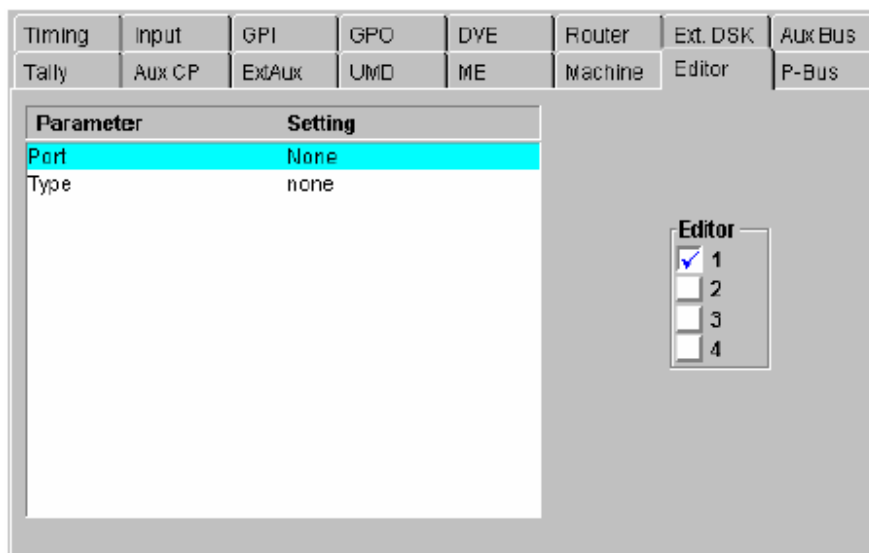 Timing Input GPI GPO DVE Router Ext. DSK Aux Bus
Tally Aux CP ExtAux UMD ME Machine Editor P-Bus
Parameter Setting
Port None
Type none
Editor
1
2
3
4